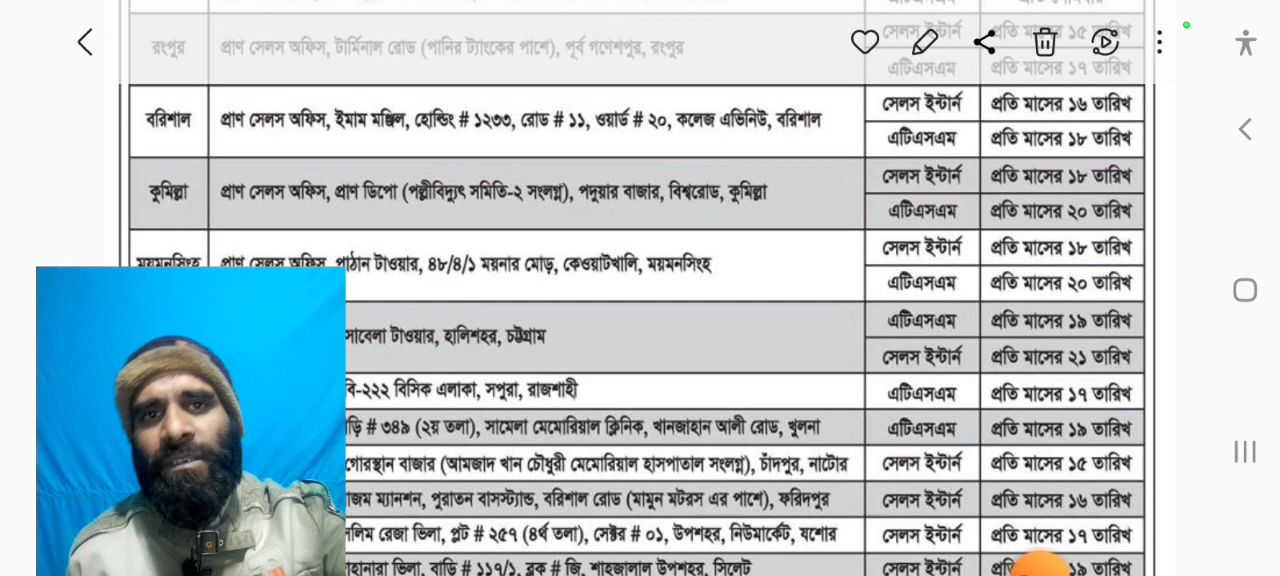 রংপুর প্রাণ সেলস অফিস, টার্মিনাল রোড (পানির ট্যাংকের পাশে), পূর্ব গণেশপুর, রংপুর
সেলস ইন্টার্ন প্রতি মাসের ১৫ তারিখ
এটিএসএম প্রতি মাসের ১৭ তারিখ
বরিশাল প্রাণ সেলস অফিস, ইমাম মঞ্জিল, হোল্ডিং # ১২৩৩, রোড # ১১, ওয়ার্ড # ২০, কলেজ এভিনিউ, বরিশাল
সেলস ইন্টার্ন প্রতি মাসের ১৬ তারিখ
এটিএসএম প্রতি মাসের ১৮ তারিখ
কুমিল্লা প্রাণ সেলস অফিস, প্রাণ ডিপো (পল্লীবিদ্যুৎ সমিতি-২ সংলগ্ন), পদুয়ার বাজার, বিশ্বরোড, কুমিল্লা
সেলস ইন্টার্ন প্রতি মাসের ১৮ তারিখ
এটিএসএম প্রতি মাসের ২০ তারিখ
ময়মনসিংহ প্রাণ সেলস অফিস, পাঠান টাওয়ার, ৪৮/৪/১ ময়নার মোড়, কেওয়াটখালি, ময়মনসিংহ
সেলস ইন্টার্ন প্রতি মাসের ১৮ তারিখ
এটিএসএম প্রতি মাসের ২০ তারিখ
সাবেলা টাওয়ার, হালিশহর, চট্টগ্রাম
এটিএসএম প্রতি মাসের ১৯ তারিখ
সেলস ইন্টার্ন প্রতি মাসের ২১ তারিখ
বি-২২২ বিসিক এলাকা, সপুরা, রাজশাহী এটিএসএম প্রতি মাসের ১৭ তারিখ
# ৩৪৯ (২য় তলা), সামেলা মেমোরিয়াল ক্লিনিক, খানজাহান আলী রোড, খুলনা এটিএসএম প্রতি মাসের ১৯ তারিখ
গোরস্থান বাজার (আমজাদ খান চৌধুরী মেমোরিয়াল হাসপাতাল সংলগ্ন), চাঁদপুর, নাটোর সেলস ইন্টার্ন প্রতি মাসের ১৫ তারিখ
ম্যানশন, পুরাতন বাসস্ট্যান্ড, বরিশাল রোড (মামুন মটরস এর পাশে), ফরিদপুর সেলস ইন্টার্ন প্রতি মাসের ১৬ তারিখ
রেজা ভিলা, প্লট # ২৫৭ (৪র্থ তলা), সেক্টর # ০১, উপশহর, নিউমার্কেট, যশোর সেলস ইন্টার্ন প্রতি মাসের ১৭ তারিখ
ভিলা, বাড়ি # ১১৭/১, ব্লক # জি, শাহজালাল উপশহর, সিলেট সেলস ইন্টার্ন ১৯ তারিখ